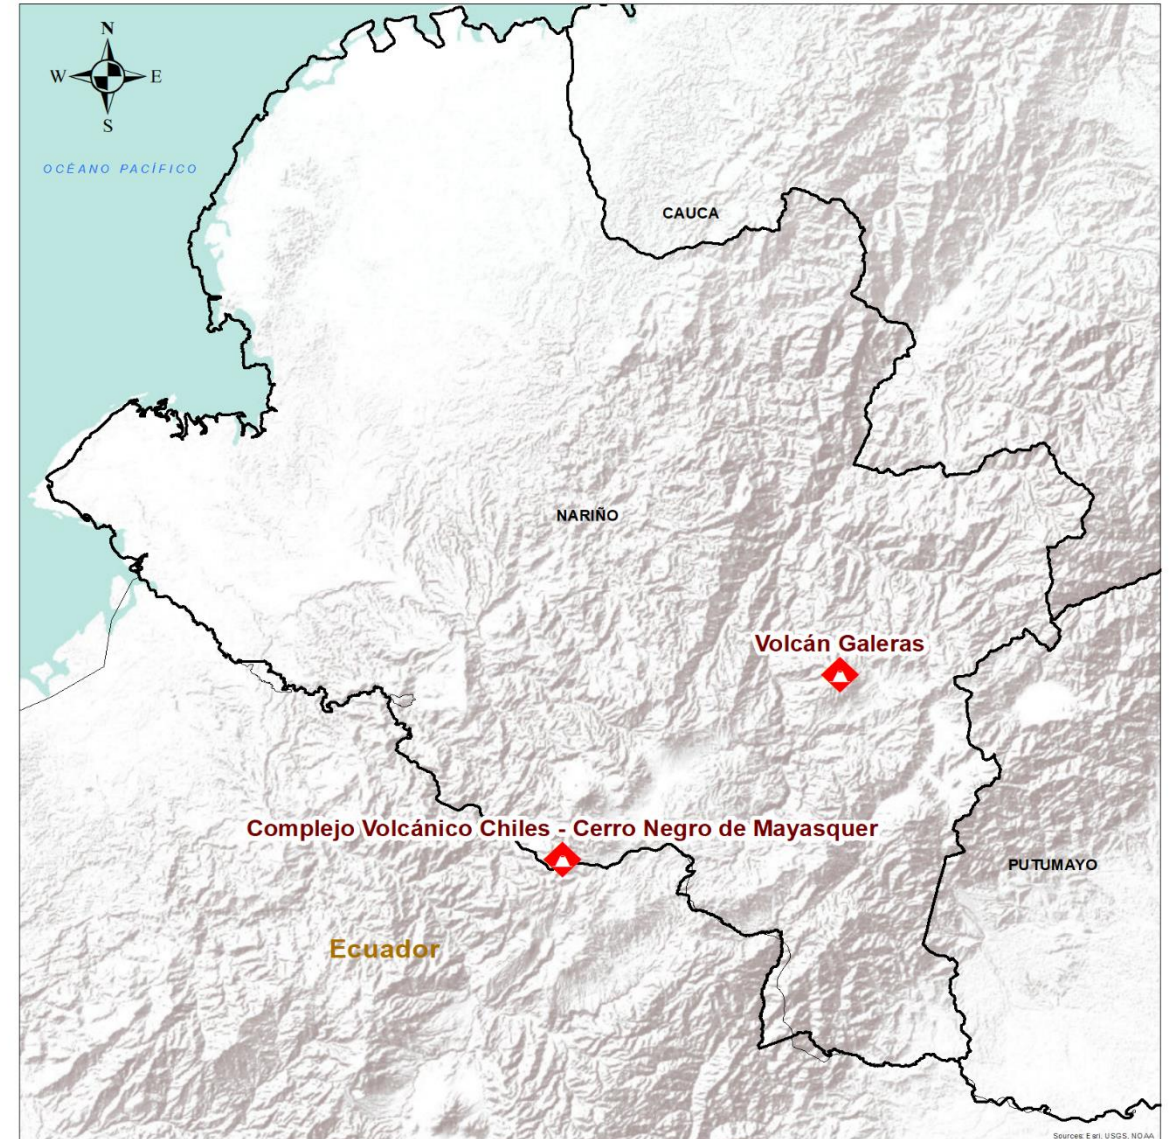 N
W E
S
OCÉANO PACÍFICO
CAUCA
NARIÑO
Volcán Galeras
Complejo Volcánico Chiles - Cerro Negro de Mayasquer
PUTUMAYO
Ecuador
Sources: Esri, USGS, NOAA